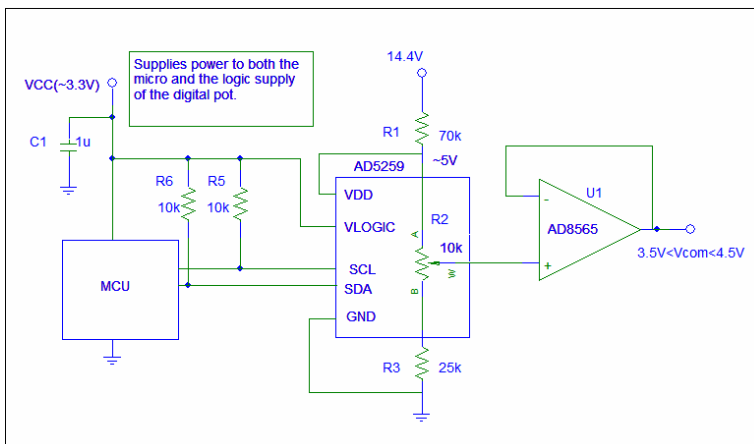 Supplies power to both the
micro and the logic supply
of the digital pot.
VCC(~3.3V)
14.4V
C1
1u
R1
70k
~5V
AD5259
R6
10k
R5
10k
VDD
VLOGIC
SCL
SDA
GND
MCU
A
R2
10k
W
B
R3
25k
U1
-
AD8565
+
3.5V<Vcom<4.5V